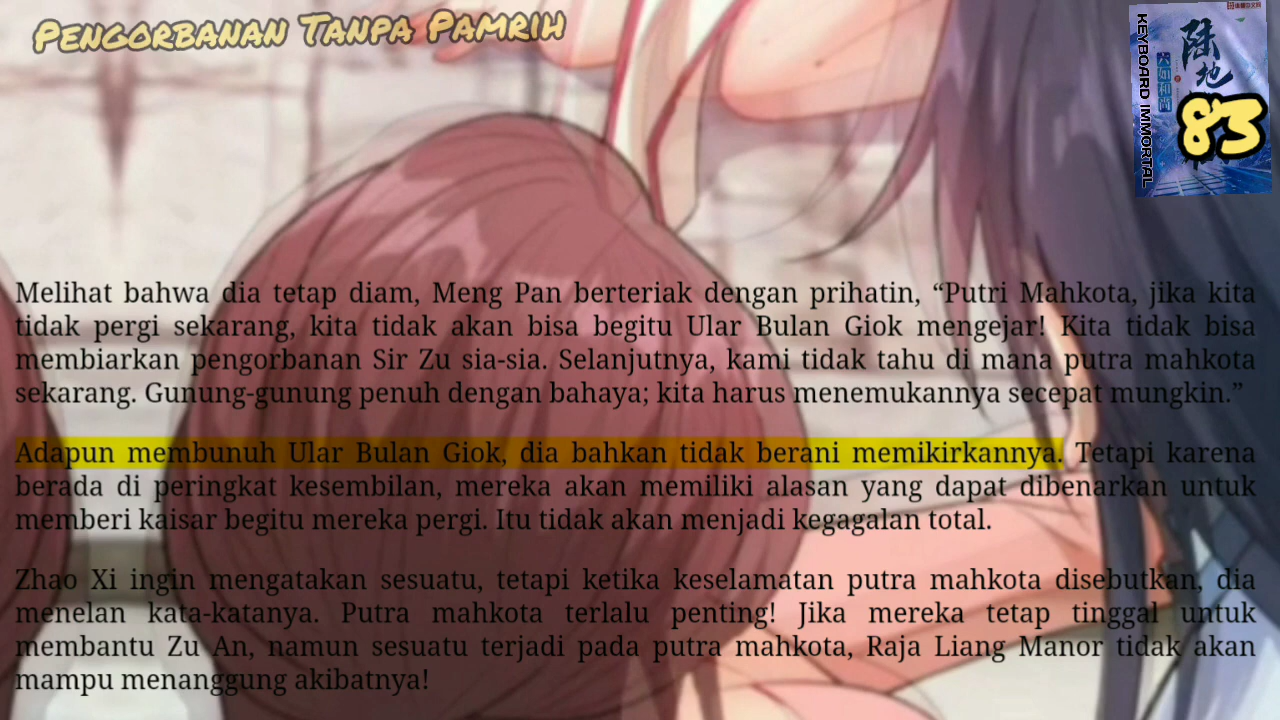 Pengorbanan Tanpa Pamrih
陆
地
KEYBOARD IMMORTAL
83
Melihat bahwa dia tetap diam, Meng Pan berteriak dengan prihatin, “Putri Mahkota, jika kita
tidak pergi sekarang, kita tidak akan bisa begitu Ular Bulan Giok mengejar! Kita tidak bisa
membiarkan pengorbanan Sir Zu sia-sia. Selanjutnya, kami tidak tahu di mana putra mahkota
sekarang. Gunung-gunung penuh dengan bahaya; kita harus menemukannya secepat mungkin.”
Adapun membunuh Ular Bulan Giok, dia bahkan tidak berani memikirkannya. Tetapi karena
berada di peringkat kesembilan, mereka akan memiliki alasan yang dapat dibenarkan untuk
memberi kaisar begitu mereka pergi. Itu tidak akan menjadi kegagalan total.
Zhao Xi ingin mengatakan sesuatu, tetapi ketika keselamatan putra mahkota disebutkan, dia
menelan kata-katanya. Putra mahkota terlalu penting! Jika mereka tetap tinggal untuk
membantu Zu An, namun sesuatu terjadi pada putra mahkota, Raja Liang Manor tidak akan
mampu menanggung akibatnya!